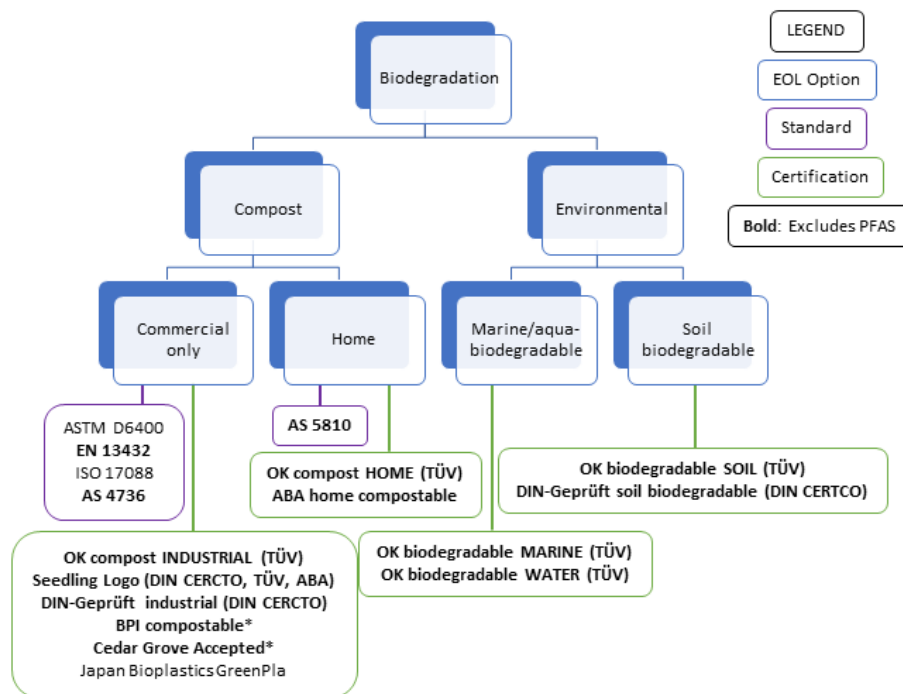 Biodegradation
LEGEND
EOL Option
Standard
Certification
Bold: Excludes PFAS
Compost
Environmental
Commercial
only
Home
Marine/aqua-
biodegradable
Soil
biodegradable
ASTM D6400
EN 13432
ISO 17088
AS 4736
AS 5810
OK compost HOME (TÜV)
ABA home compostable
OK biodegradable SOIL (TÜV)
DIN-Geprüft soil biodegradable (DIN CERTCO)
OK compost INDUSTRIAL (TÜV)
Seedling Logo (DIN CERCTO, TÜV, ABA)
DIN-Geprüft industrial (DIN CERCTO)
BPI compostable*
Cedar Grove Accepted*
Japan Bioplastics GreenPla
OK biodegradable MARINE (TÜV)
OK biodegradable WATER (TÜV)